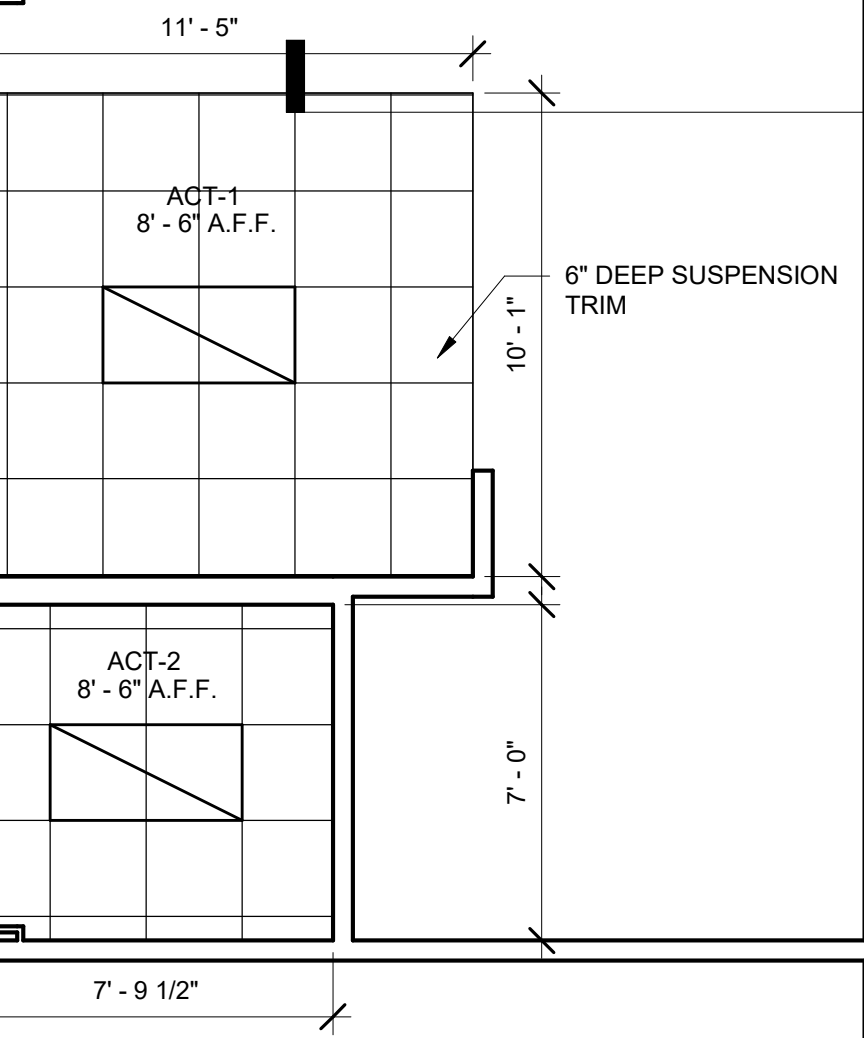 11' - 5"
ACT-1
8' - 6" A.F.F.
6" DEEP SUSPENSION
TRIM
10' - 1"
ACT-2
8' - 6" A.F.F.
7' - 0"
7' - 9 1/2"